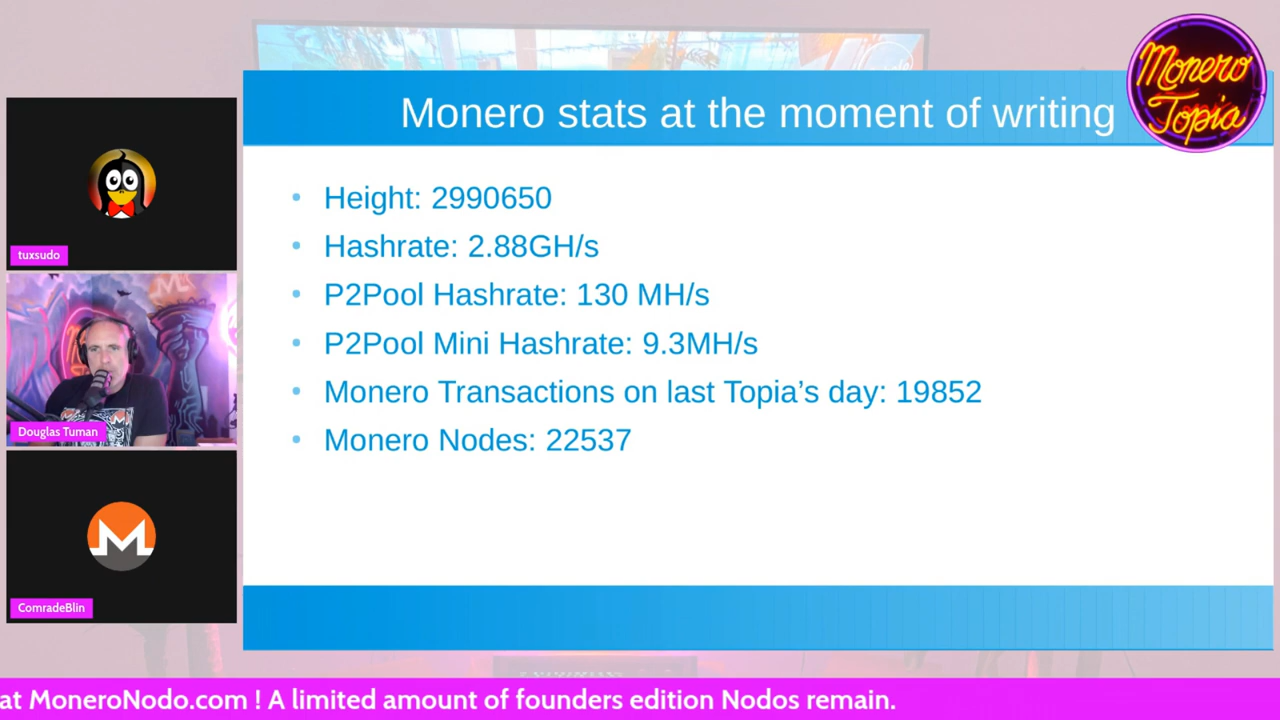 Monero
Topia
Monero stats at the moment of writing
tuxsudo
Douglas Tuman
ComradeBlin
• Height: 2990650
• Hashrate: 2.88GH/s
• P2Pool Hashrate: 130 MH/s
• P2Pool Mini Hashrate: 9.3MH/s
• Monero Transactions on last Topia’s day: 19852
• Monero Nodes: 22537
at MoneroNodo.com ! A limited amount of founders edition Nodos remain.